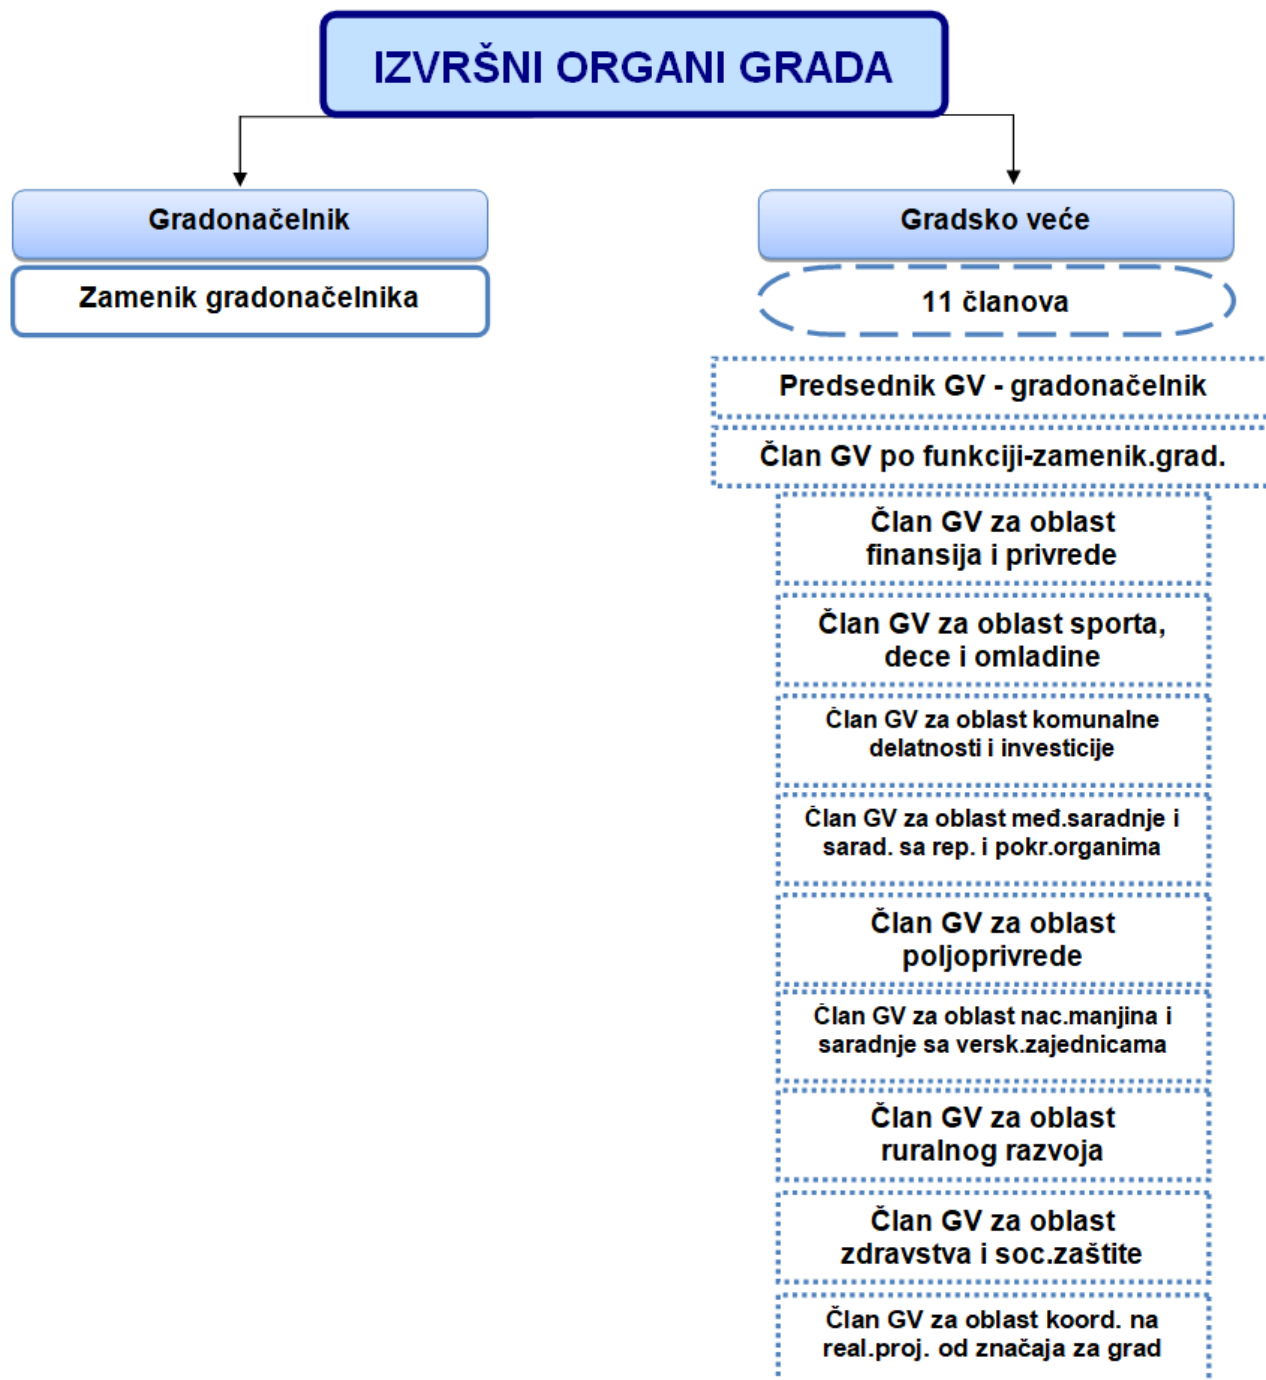 IZVRŠNI ORGANI GRADA
Gradonačelnik
Zamenik gradonačelnika
Gradsko veće
11 članova
Predsednik GV - gradonačelnik
Član GV po funkciji-zamenik.grad.
Član GV za oblast
finansija i privrede
Član GV za oblast sporta,
dece i omladine
Član GV za oblast komunalne
delatnosti i investicije
Član GV za oblast međ.saradnje i
sarad. sa rep. i pokr.organima
Član GV za oblast
poljoprivrede
Član GV za oblast nac.manjina i
saradnje sa versk.zajednicama
Član GV za oblast
ruralnog razvoja
Član GV za oblast
zdravstva i soc.zaštite
Član GV za oblast koord. na
real.proj. od značaja za grad